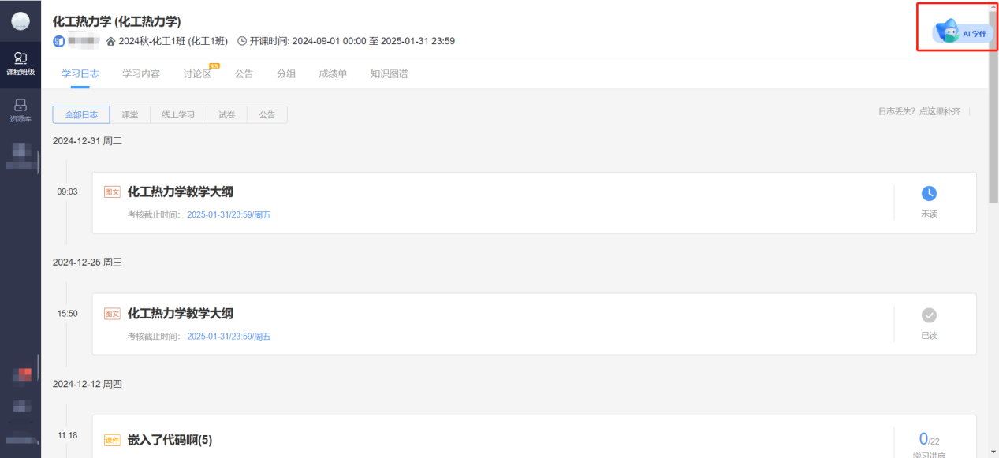 化工热力学 (化工热力学)
2024秋-化工1班 (化工1班) 开课时间: 2024-09-01 00:00 至 2025-01-31 23:59
AI 学伴
课程班级
资源库
学习日志 学习内容 讨论区 公告 分组 成绩单 知识图谱
全部日志 课堂 线上学习 试卷 公告
日志丢失? 点这里补齐
2024-12-31 周二
09:03
图文 化工热力学教学大纲
考核截止时间: 2025-01-31/23:59/周五
未读
2024-12-25 周三
15:50
图文 化工热力学教学大纲
考核截止时间: 2025-01-31/23:59/周五
已读
2024-12-12 周四
11:18
课件 嵌入了代码啊(5)
0/22
学习进度